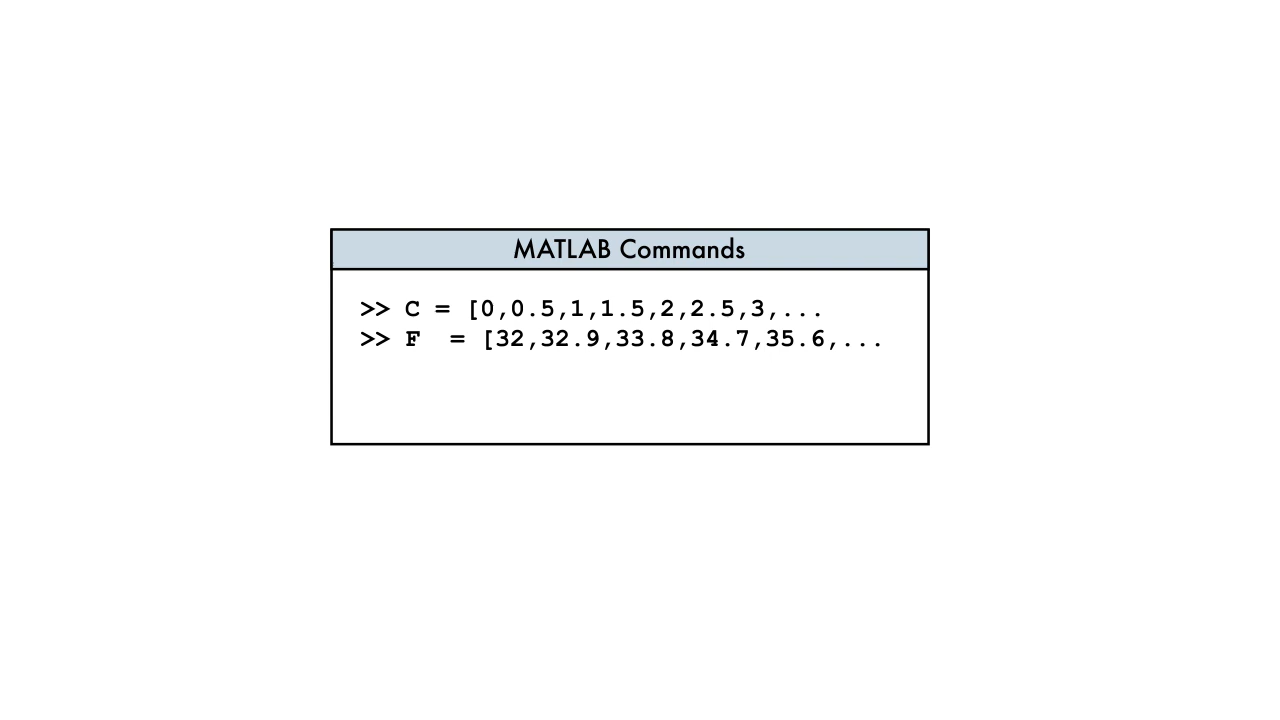 MATLAB Commands
>> C = [0,0.5,1,1.5,2,2.5,3,...
>> F  = [32,32.9,33.8,34.7,35.6,...